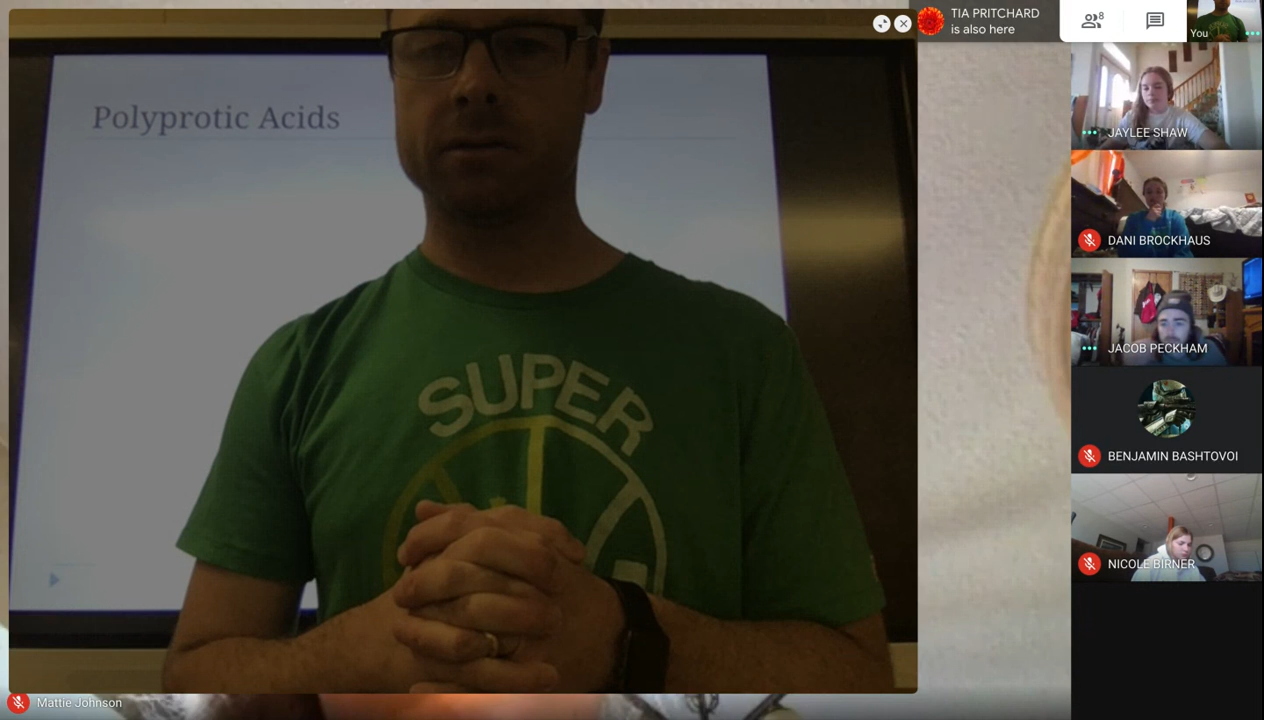 TIA PRITCHARD
is also here
8
You
Polyprotic Acids
SUPER
JAYLEE SHAW
DANI BROCKHAUS
JACOB PECKHAM
BENJAMIN BASHTOVOI
NICOLE BIRNER
Mattie Johnson